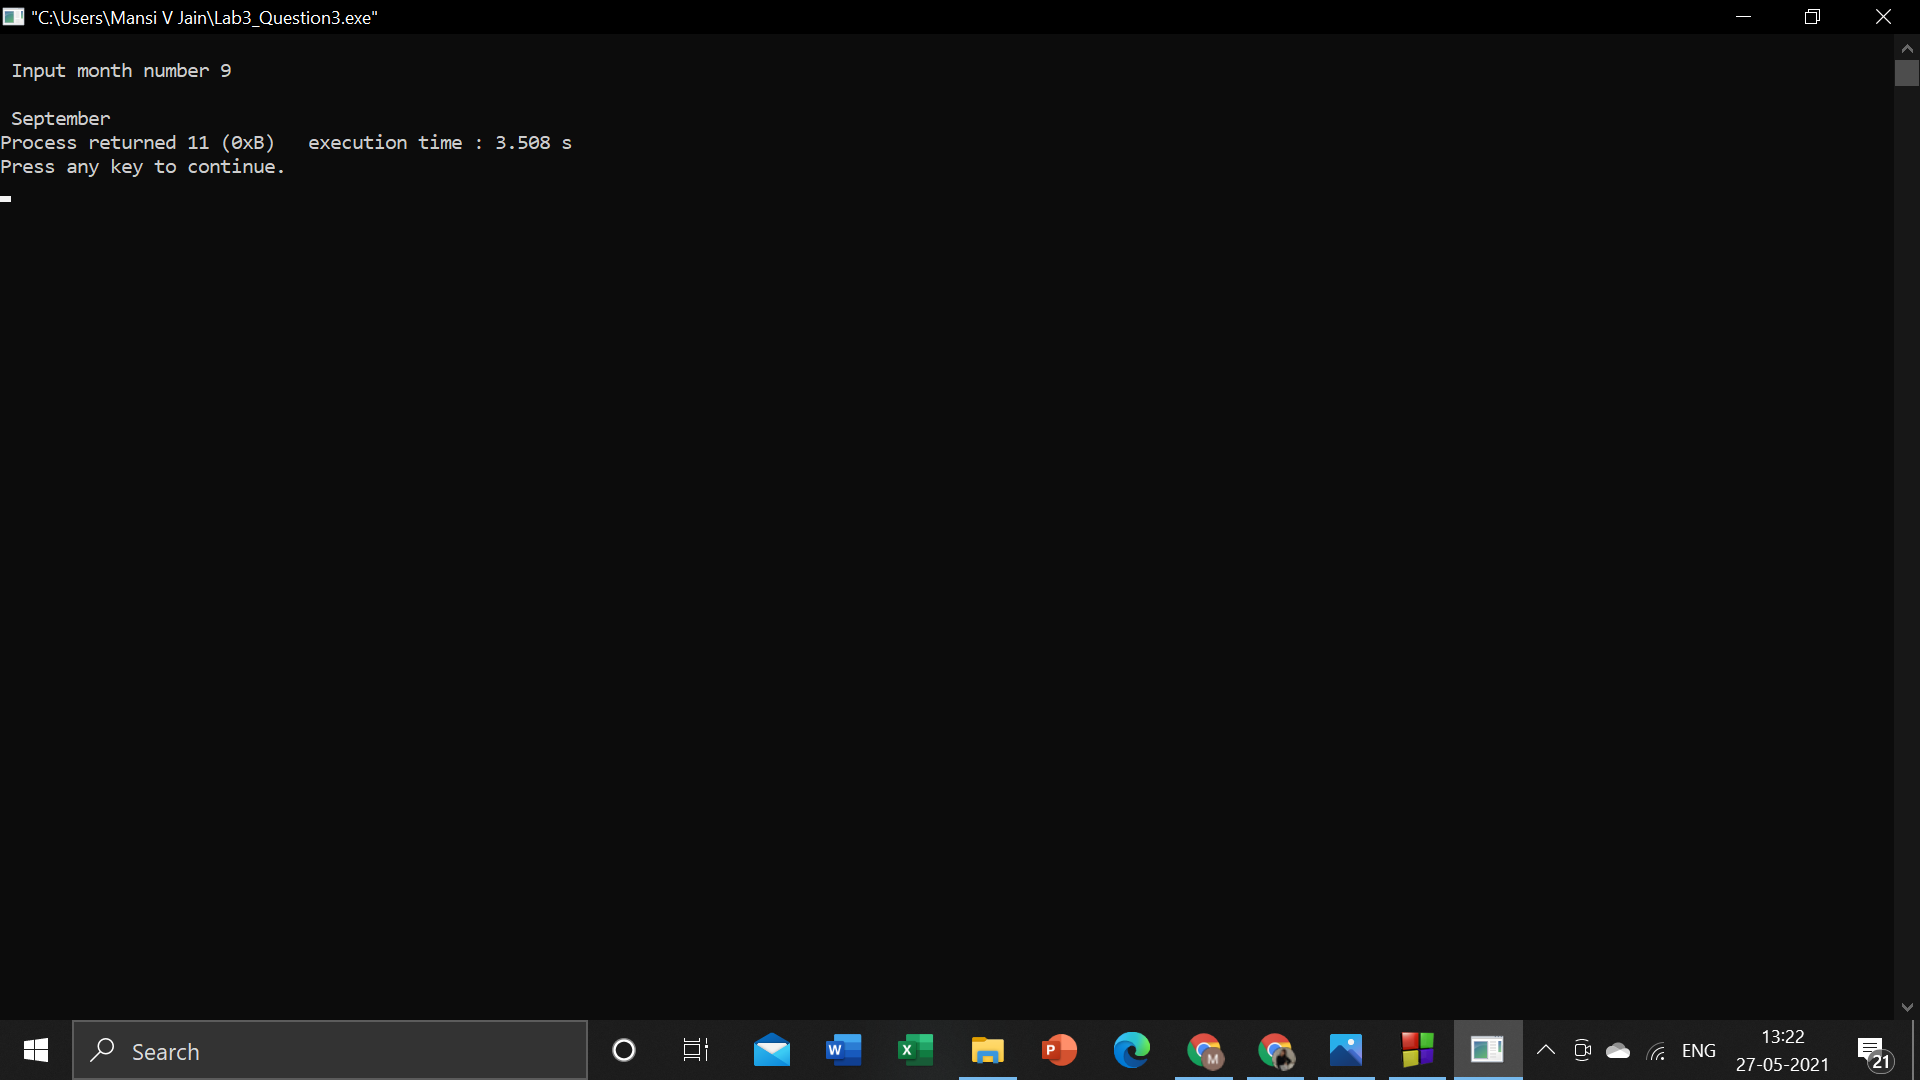 "C:\Users\Mansi V Jain\Lab3_Question3.exe"
Input month number 9
September
Process returned 11 (0xB)   execution time : 3.508 s
Press any key to continue.
Search
W
X
P
M
ENG
13:22
27-05-2021
21